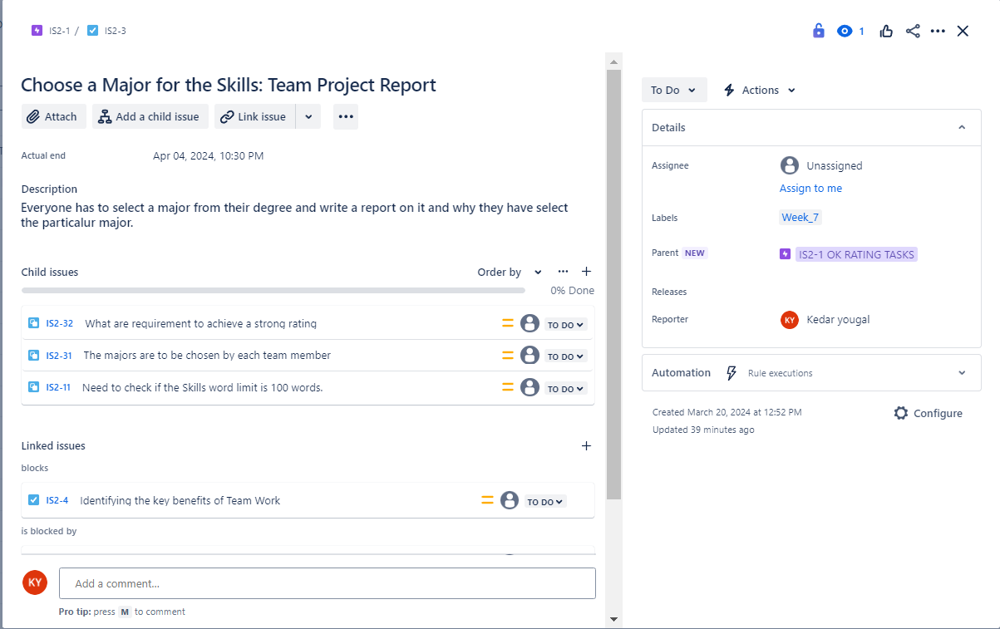 IS2-1 / IS2-3
1
Choose a Major for the Skills: Team Project Report
Attach Add a child issue Link issue
Actual end Apr 04, 2024, 10:30 PM
Description
Everyone has to select a major from their degree and write a report on it and why they have select
the particalur major.
Child issues Order by
0% Done
IS2-32 What are requirement to achieve a strong rating TO DO
IS2-31 The majors are to be chosen by each team member TO DO
IS2-11 Need to check if the Skills word limit is 100 words. TO DO
Linked issues
blocks
IS2-4 Identifying the key benefits of Team Work TO DO
is blocked by
KY Add a comment...
Pro tip: press M to comment
To Do Actions
Details
Assignee Unassigned
Assign to me
Labels Week_7
Parent NEW IS2-1 OK RATING TASKS
Releases
Reporter KY Kedar yougal
Automation Rule executions
Created March 20, 2024 at 12:52 PM Configure
Updated 39 minutes ago